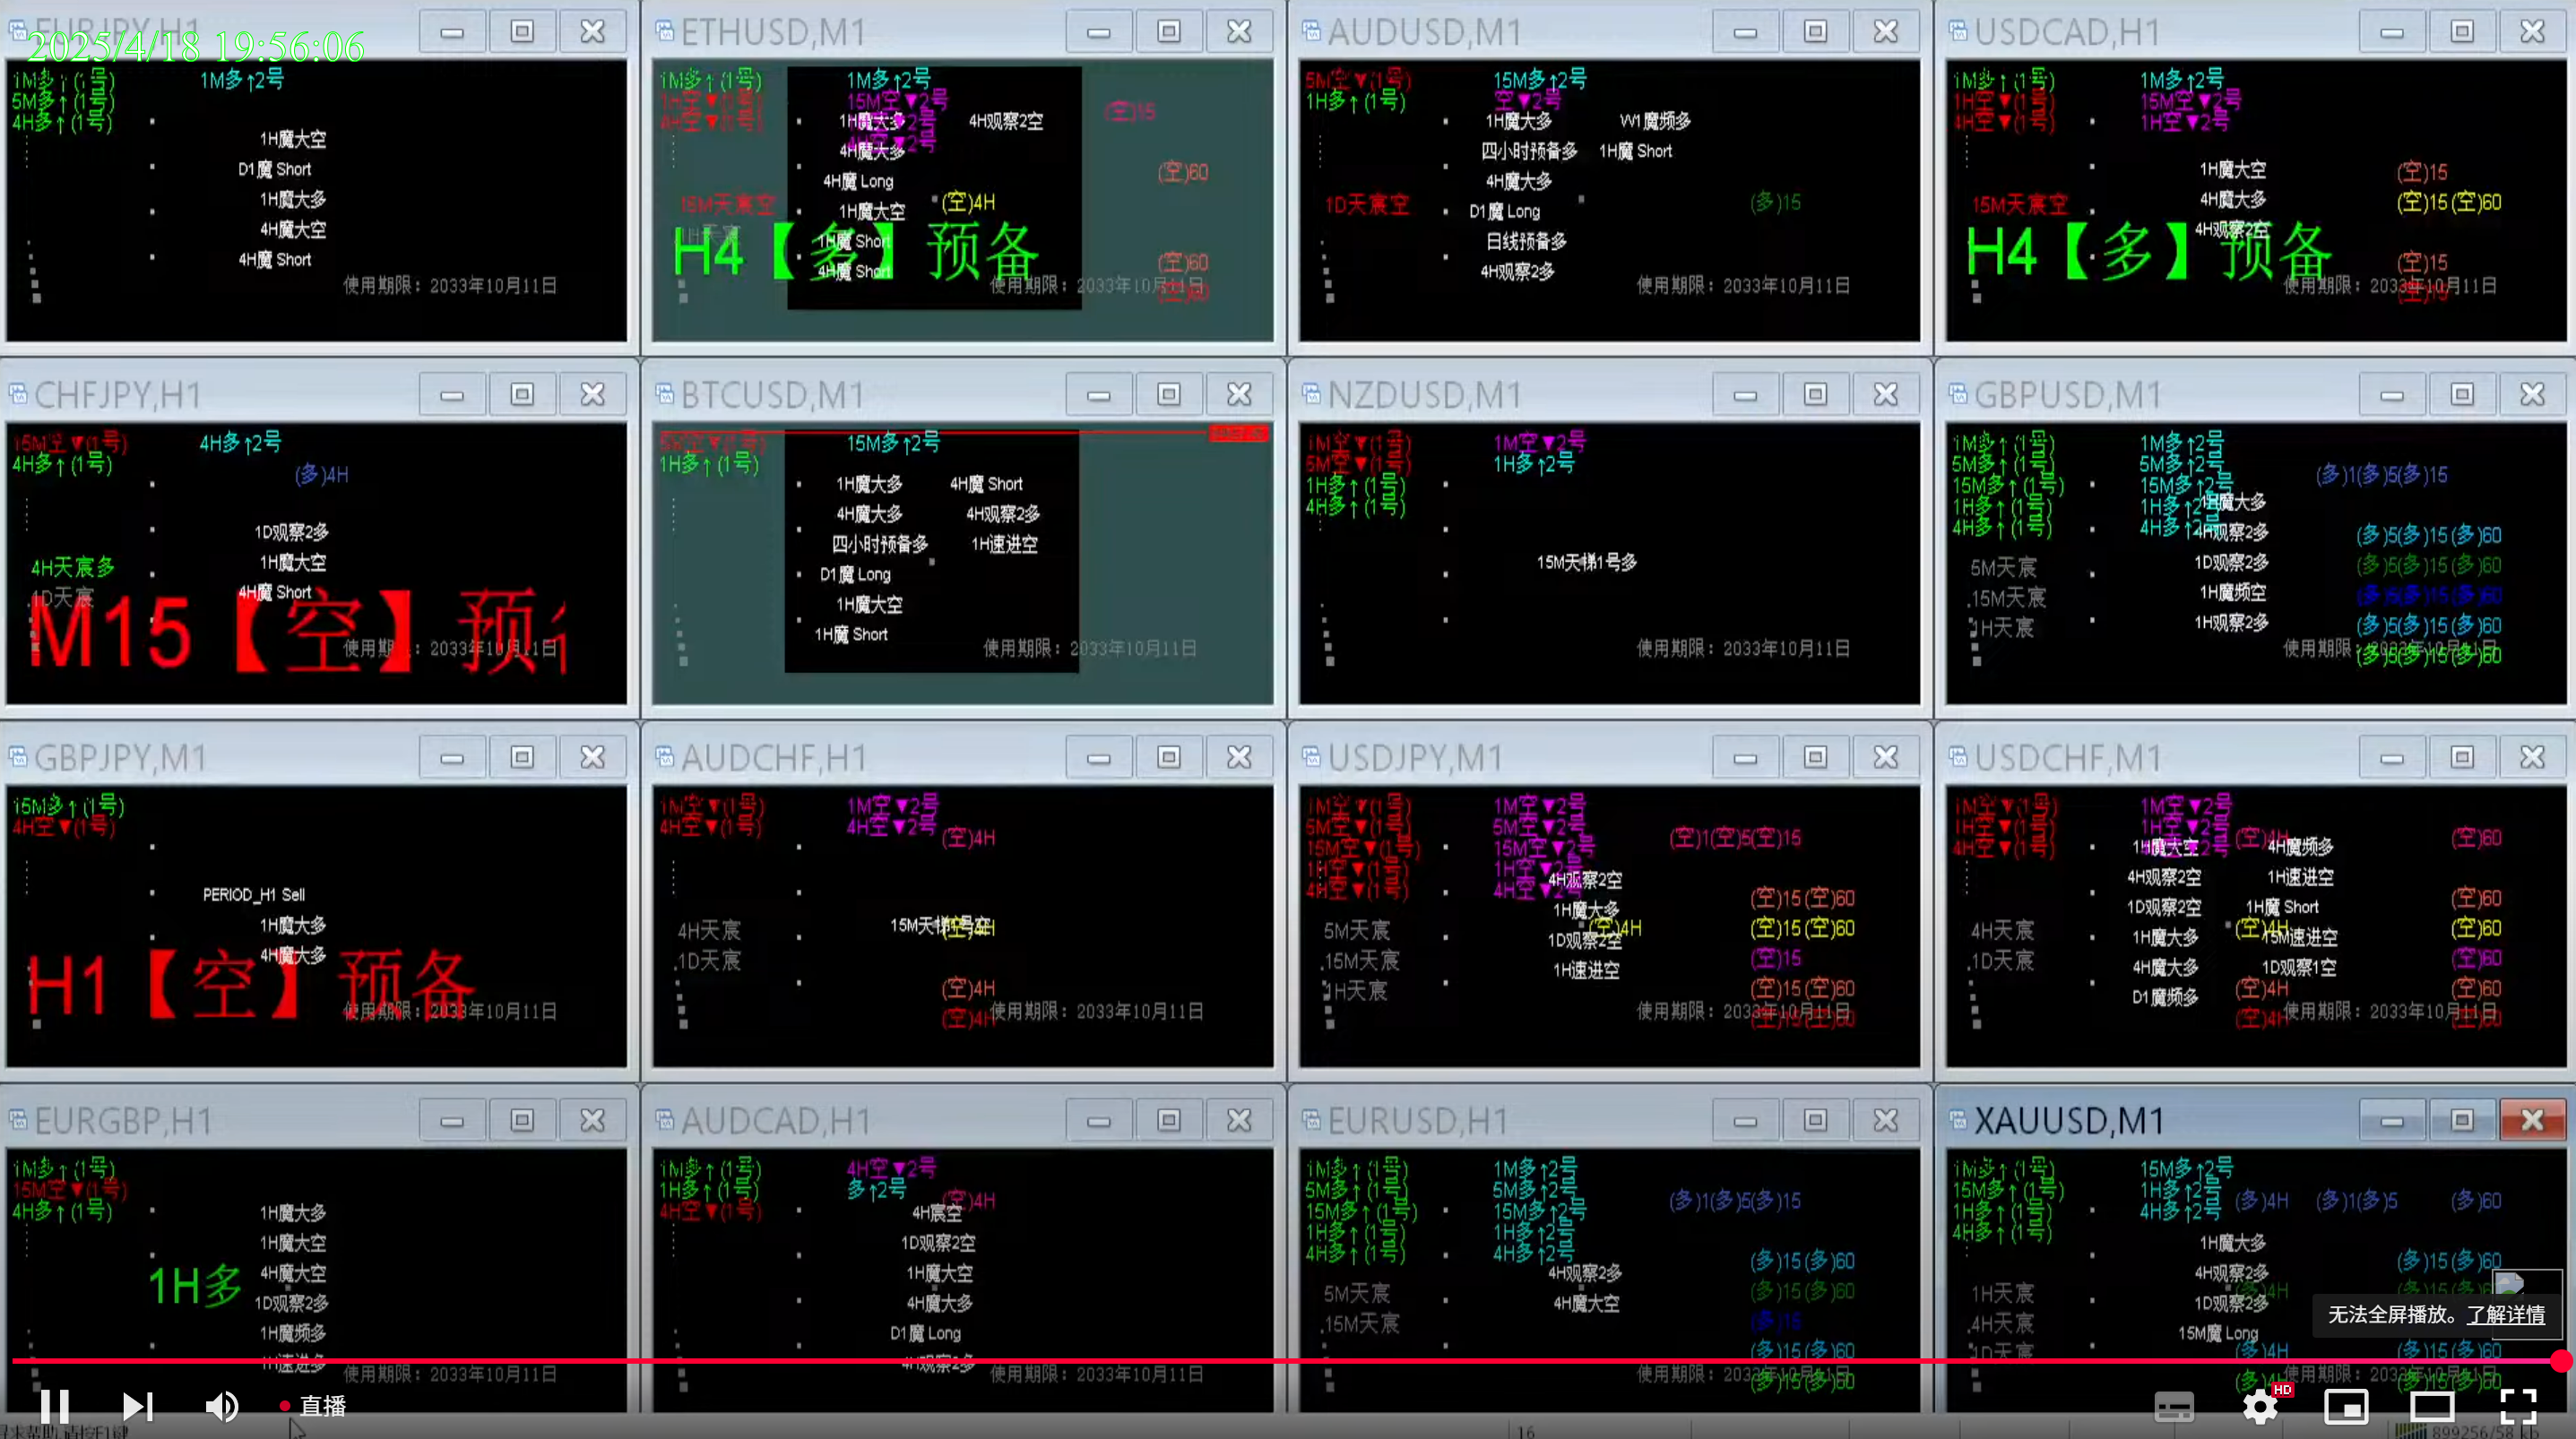 EURJPY,H1
2025/4/18 19:56:06
1M多↑(1号)
5M多↑(1号)
4H多↑(1号)
1M多↑2号
1H魔大空
D1魔 Short
1H魔大多
4H魔大空
4H魔 Short
使用期限：2033年10月11日
ETHUSD,M1
1M多↑(1号)
1H空▼(1号)
4H空▼(1号)
1M多↑2号
15M空▼2号
1H魔大多
4H观察2空
(空)15
4H魔大多
4H魔 Long
(空)60
15M天宸空
1H魔大空
(空)4H
1H天宸
1H魔 Short
H4【多】预备
(空)60
4H魔 Short
使用期限：2033年10月11日
(空)60
AUDUSD,M1
5M空▼(1号)
1H多↑(1号)
15M多↑2号
空▼2号
1H魔大多
W1魔频多
四小时预备多
1H魔 Short
4H魔大多
1D天宸空
D1魔 Long
(多)15
日线预备多
4H观察2多
使用期限：2033年10月11日
USDCAD,H1
1M多↑(1号)
1H空▼(1号)
4H空▼(1号)
1M多↑2号
15M空▼2号
1H空▼2号
1H魔大空
(空)15
15M天宸空
4H魔大多
(空)15(空)60
4H观察2空
H4【多】预备
(空)15
使用期限：2033年10月11日
(空)15
CHFJPY,H1
15M空▼(1号)
4H多↑(1号)
4H多↑2号
(多)4H
1D观察2多
4H天宸多
1H魔大空
1D天宸
4H魔 Short
M15【空】预
使用期限：2033年10月11日
BTCUSD,M1
5M空▼(1号)
1H多↑(1号)
15M多↑2号
1H魔大多
4H魔 Short
4H魔大多
4H观察2多
四小时预备多
1H速进空
D1魔 Long
1H魔大空
1H魔 Short
使用期限：2033年10月11日
NZDUSD,M1
1M空▼(1号)
5M空▼(1号)
1H多↑(1号)
4H多↑(1号)
1M空▼2号
1H多↑2号
15M天梯1号多
使用期限：2033年10月11日
GBPUSD,M1
1M多↑(1号)
5M多↑(1号)
15M多↑(1号)
1H多↑(1号)
4H多↑(1号)
1M多↑2号
5M多↑2号
15M多↑2号
1H多↑2号
4H多↑2号
(多)1(多)5(多)15
1H魔大多
4H观察2多
(多)5(多)15(多)60
5M天宸
1D观察2多
(多)5(多)15(多)60
15M天宸
1H魔频空
(多)5(多)15(多)60
1H天宸
1H观察2多
(多)5(多)15(多)60
使用期限：2033年10月11日
(多)5(多)15(多)60
GBPJPY,M1
15M多↑(1号)
4H空▼(1号)
PERIOD_H1 Sell
1H魔大多
4H魔大多
H1【空】预备
使用期限：2033年10月11日
AUDCHF,H1
1M空▼(1号)
4H空▼(1号)
1M空▼2号
4H空▼2号
(空)4H
4H天宸
15M天梯1号空
(空)4H
1D天宸
(空)4H
(空)4H
使用期限：2033年10月11日
USDJPY,M1
1M空▼(1号)
5M空▼(1号)
15M空▼(1号)
1H空▼(1号)
4H空▼(1号)
1M空▼2号
5M空▼2号
15M空▼2号
1H空▼2号
4H空▼2号
(空)1(空)5(空)15
4H观察2空
(空)15(空)60
1H魔大多
5M天宸
(空)4H
(空)15(空)60
1D观察2空
15M天宸
(空)15
1H速进空
1H天宸
(空)15(空)60
使用期限：2033年10月11日
(空)15(空)60
USDCHF,M1
1M空▼(1号)
1H空▼(1号)
4H空▼(1号)
1M空▼2号
1H空▼2号
4H空▼2号
(空)4H
(空)60
1H魔大空
4H魔频多
4H观察2空
1H速进空
(空)60
1D观察2空
1H魔 Short
4H天宸
1H魔大多
(空)4H
15M速进空
(空)60
1D天宸
4H魔大多
1D观察1空
(空)60
D1魔频多
(空)4H
(空)60
(空)4H
使用期限：2033年10月11日
(空)60
EURGBP,H1
1M多↑(1号)
15M空▼(1号)
4H多↑(1号)
1H魔大多
1H魔大空
4H魔大空
1H多
1D观察2多
1H魔频多
1H速进多
使用期限：2033年10月11日
AUDCAD,H1
1M多↑(1号)
1H多↑(1号)
4H空▼(1号)
4H空▼2号
多↑2号
(空)4H
4H宸空
1D观察2空
1H魔大空
4H魔大多
D1魔 Long
4H观察2多
使用期限：2033年10月11日
EURUSD,H1
1M多↑(1号)
5M多↑(1号)
15M多↑(1号)
1H多↑(1号)
4H多↑(1号)
1M多↑2号
5M多↑2号
15M多↑2号
1H多↑2号
4H多↑2号
(多)1(多)5(多)15
4H观察2多
(多)15(多)60
5M天宸
4H魔大空
(多)15(多)60
15M天宸
(多)15
(多)15(多)60
使用期限：2033年10月11日
(多)15(多)60
XAUUSD,M1
1M多↑(1号)
15M多↑(1号)
1H多↑(1号)
4H多↑(1号)
15M多↑2号
1H多↑2号
4H多↑2号
(多)4H
(多)1(多)5
(多)60
1H魔大多
4H观察2多
(多)15(多)60
1H天宸
(多)4H
1D观察2多
4H天宸
15M魔 Long
无法全屏播放。了解详情
1D天宸
(多)4H
(多)15(多)60
使用期限：2033年10月11日
直播
HD
16
899256/58 kb